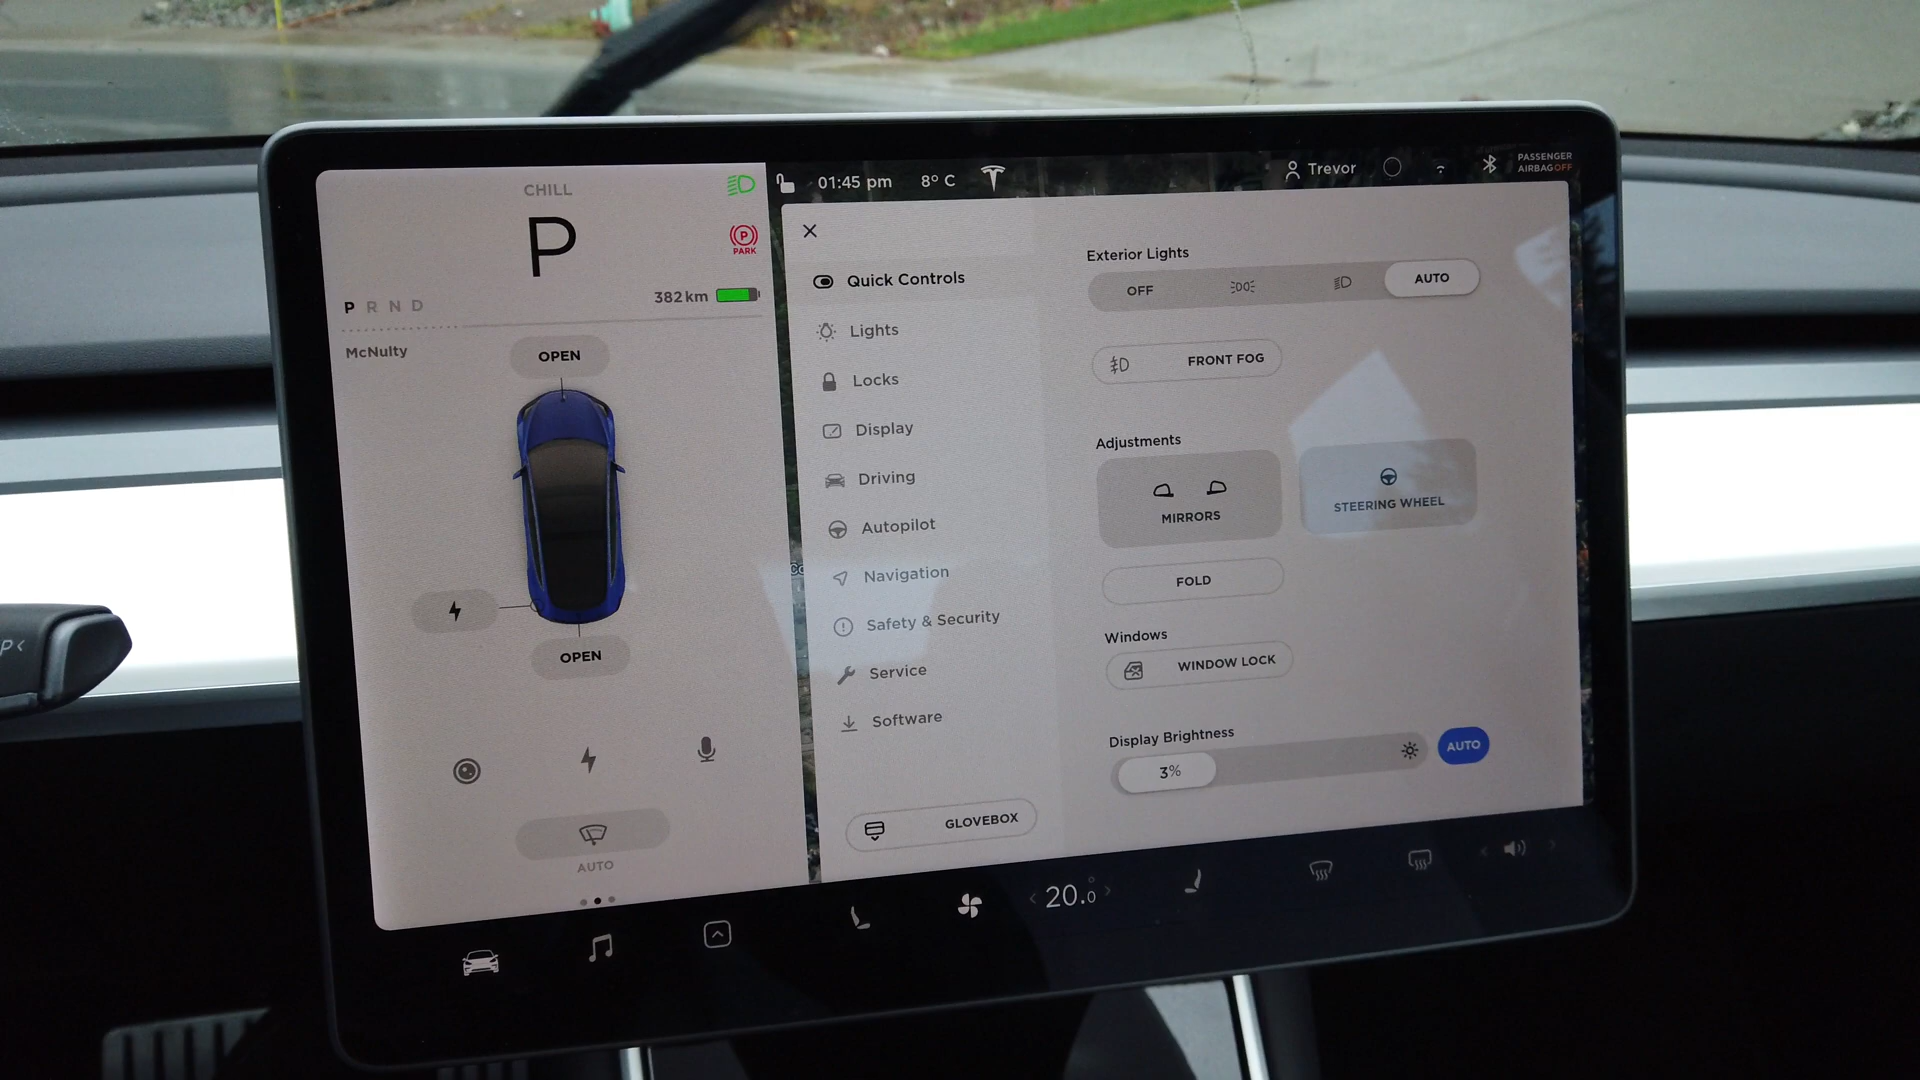 CHILL
P
PARK
382 km
P R N D
McNulty
OPEN
OPEN
AUTO
01:45 pm
8° C
Trevor
PASSENGER
AIRBAG OFF
Quick Controls
Lights
Locks
Display
Driving
Autopilot
Navigation
Safety & Security
Service
Software
GLOVEBOX
Exterior Lights
OFF
AUTO
FRONT FOG
Adjustments
MIRRORS
STEERING WHEEL
FOLD
Windows
WINDOW LOCK
Display Brightness
3%
AUTO
20.0°
P